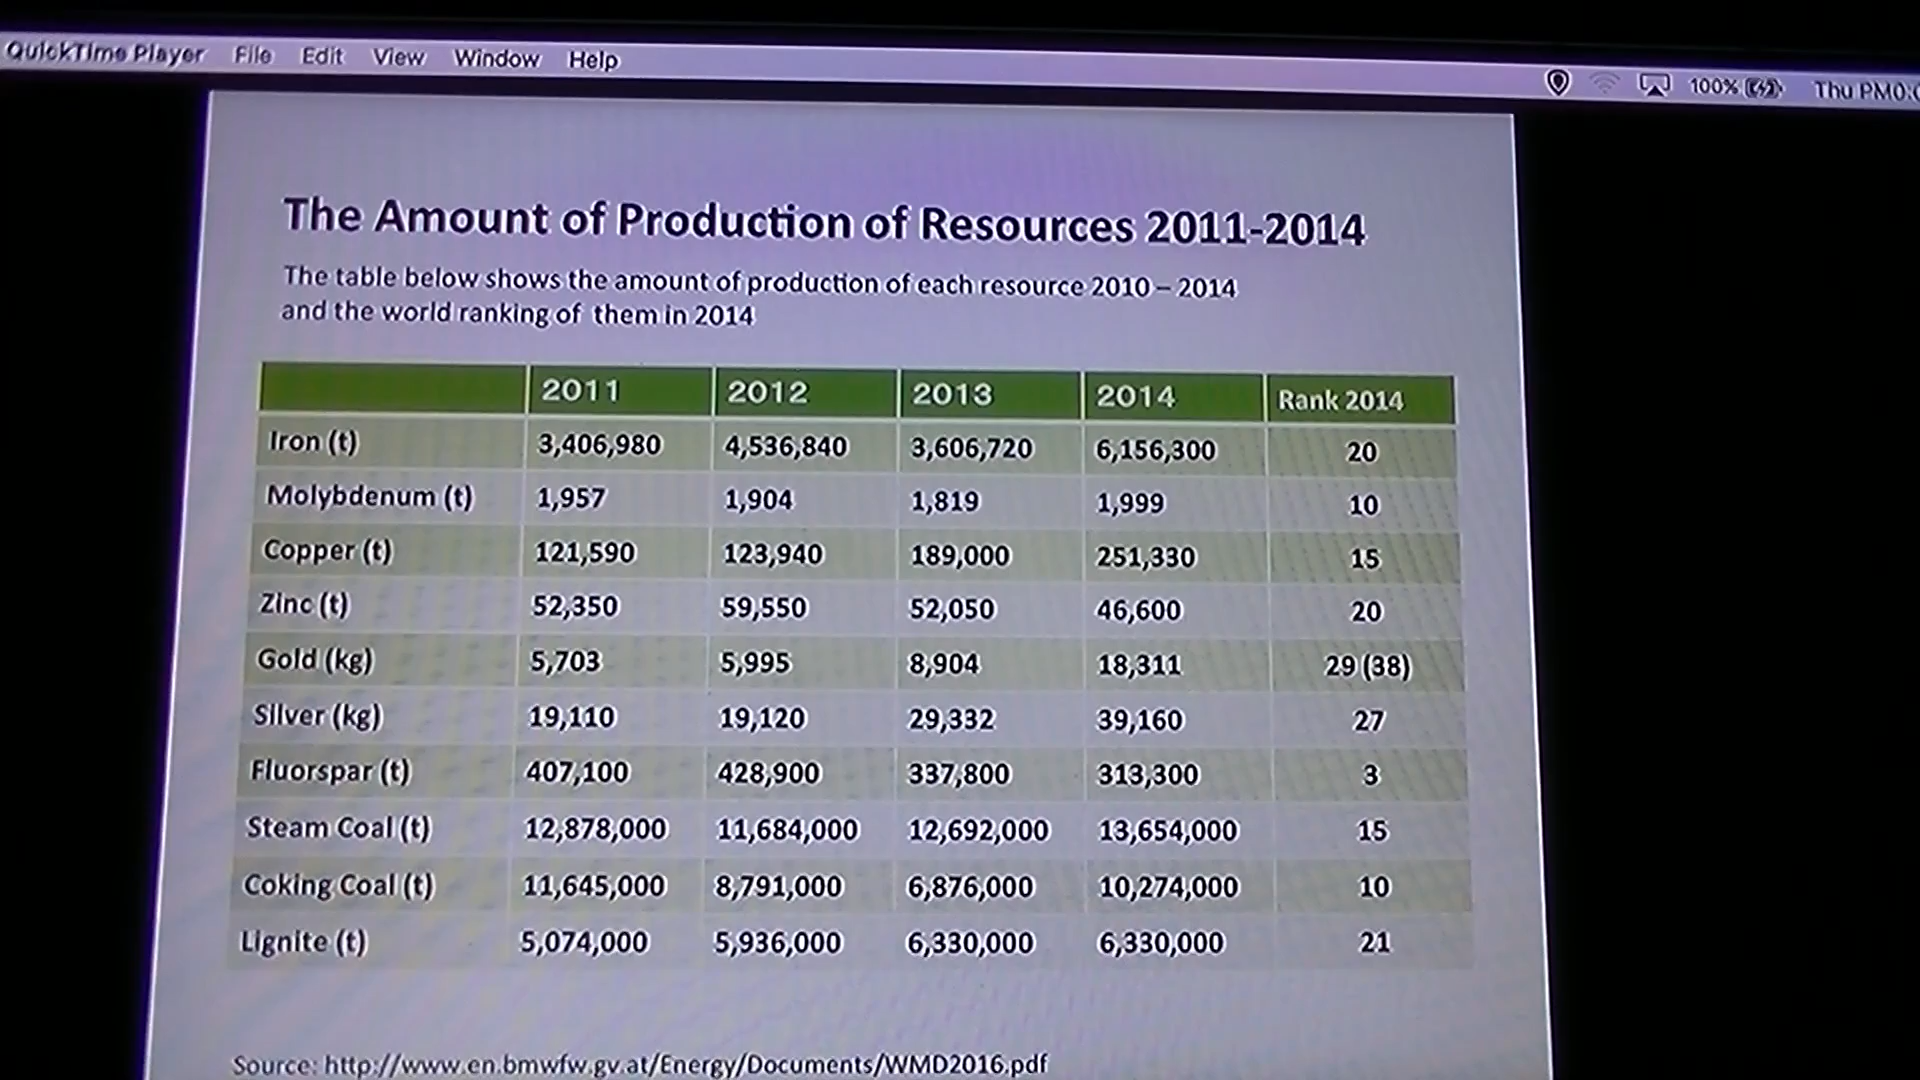 QuickTime Player File Edit View Window Help
100% Thu PM0:
The Amount of Production of Resources 2011-2014
The table below shows the amount of production of each resource 2010 – 2014
and the world ranking of them in 2014
2011 2012 2013 2014 Rank 2014
Iron (t) 3,406,980 4,536,840 3,606,720 6,156,300 20
Molybdenum (t) 1,957 1,904 1,819 1,999 10
Copper (t) 121,590 123,940 189,000 251,330 15
Zinc (t) 52,350 59,550 52,050 46,600 20
Gold (kg) 5,703 5,995 8,904 18,311 29 (38)
Silver (kg) 19,110 19,120 29,332 39,160 27
Fluorspar (t) 407,100 428,900 337,800 313,300 3
Steam Coal (t) 12,878,000 11,684,000 12,692,000 13,654,000 15
Coking Coal (t) 11,645,000 8,791,000 6,876,000 10,274,000 10
Lignite (t) 5,074,000 5,936,000 6,330,000 6,330,000 21
Source: http://www.en.bmwfw.gv.at/Energy/Documents/WMD2016.pdf